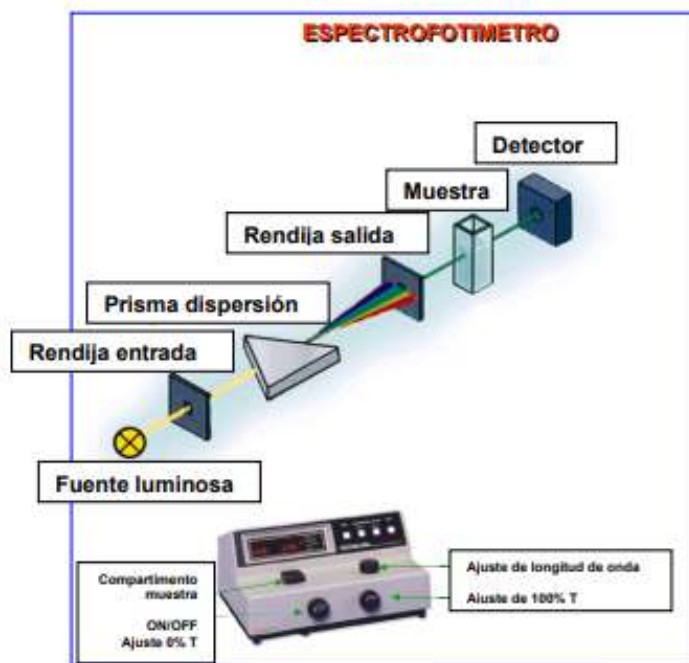 ESPECTROFOTIMETRO
Detector
Muestra
Rendija salida
Prisma dispersión
Rendija entrada
Fuente luminosa
Compartimento
muestra
ON/OFF
Ajuste 0% T
Ajuste de longitud de onda
Ajuste de 100% T